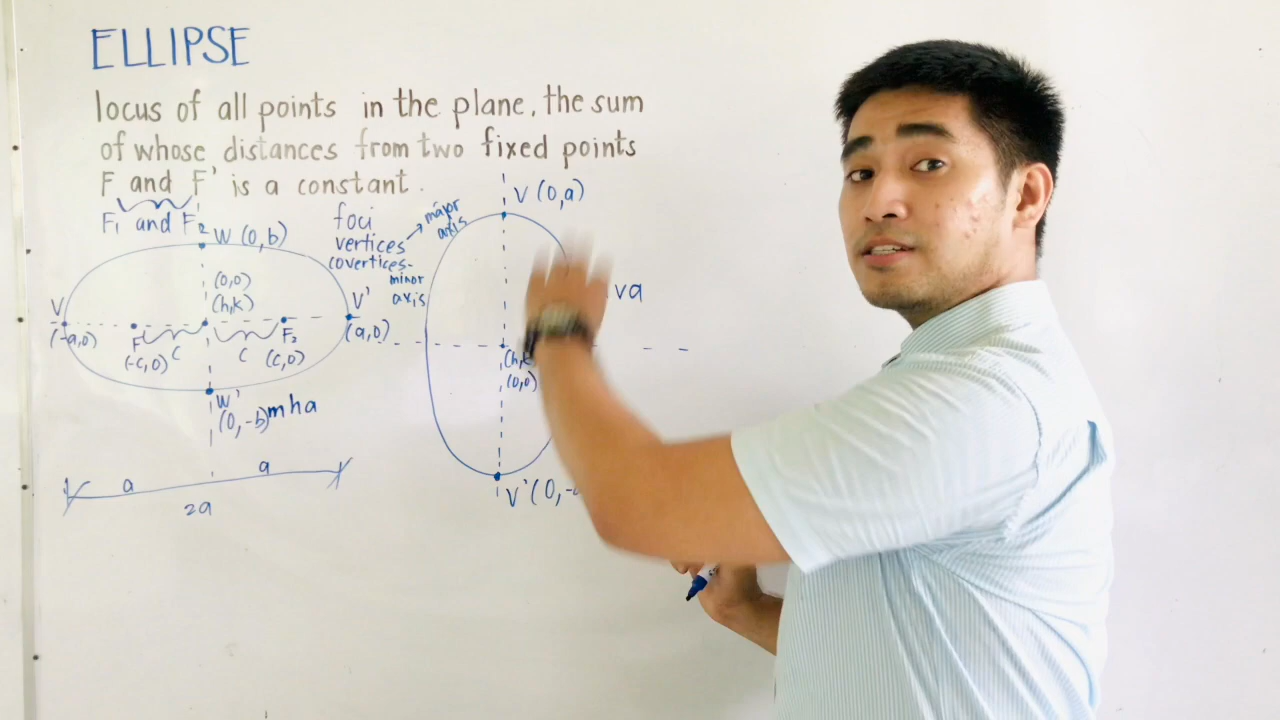 ELLIPSE
locus of all points in the plane, the sum
of whose distances from two fixed points
F and F' is a constant.
F₁ and F₂
foci
vertices → major axis
covertices- minor axis
W (0,b)
(0,0)
(h,k)
V
(-a,0)
F
(-c,0)
c
c
F₂
(c,0)
V'
(a,0)
W'
(0,-b)
mha
a
a
2a
V (0,a)
va
(h,k
(0,0)
V' (0,-